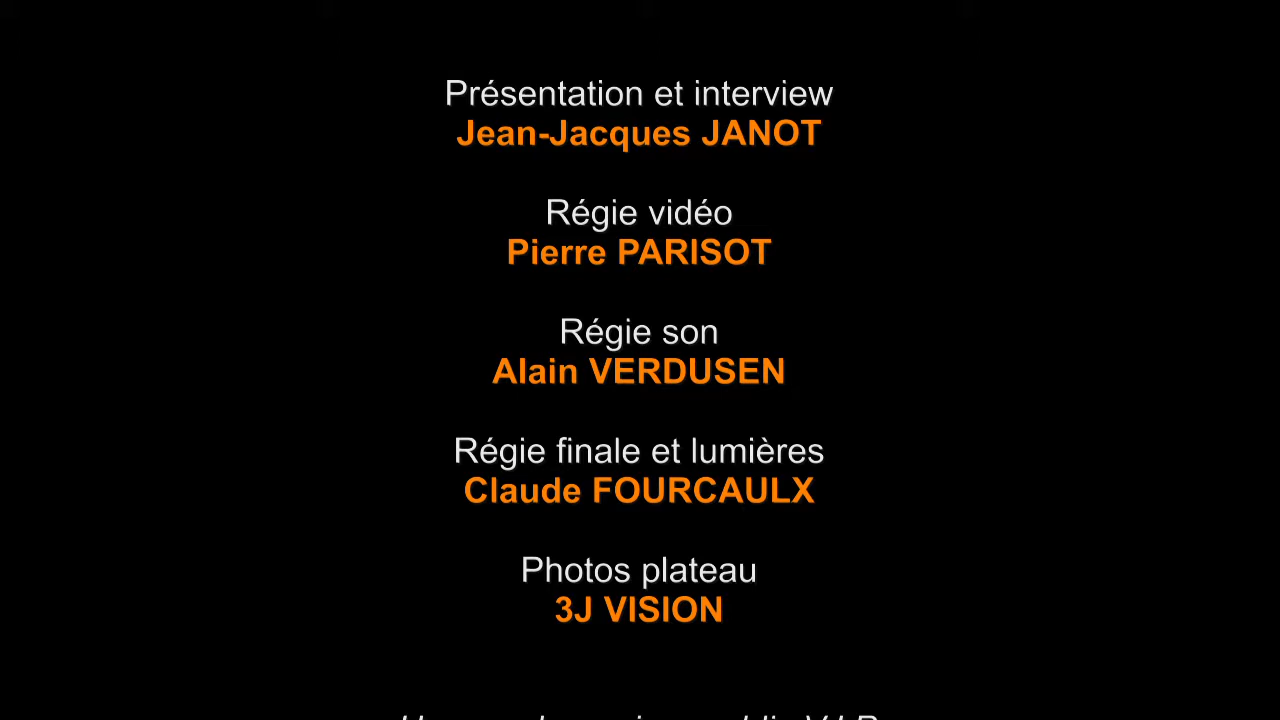 Présentation et interview
Jean-Jacques JANOT
Régie vidéo
Pierre PARISOT
Régie son
Alain VERDUSEN
Régie finale et lumières
Claude FOURCAULX
Photos plateau
3J VISION